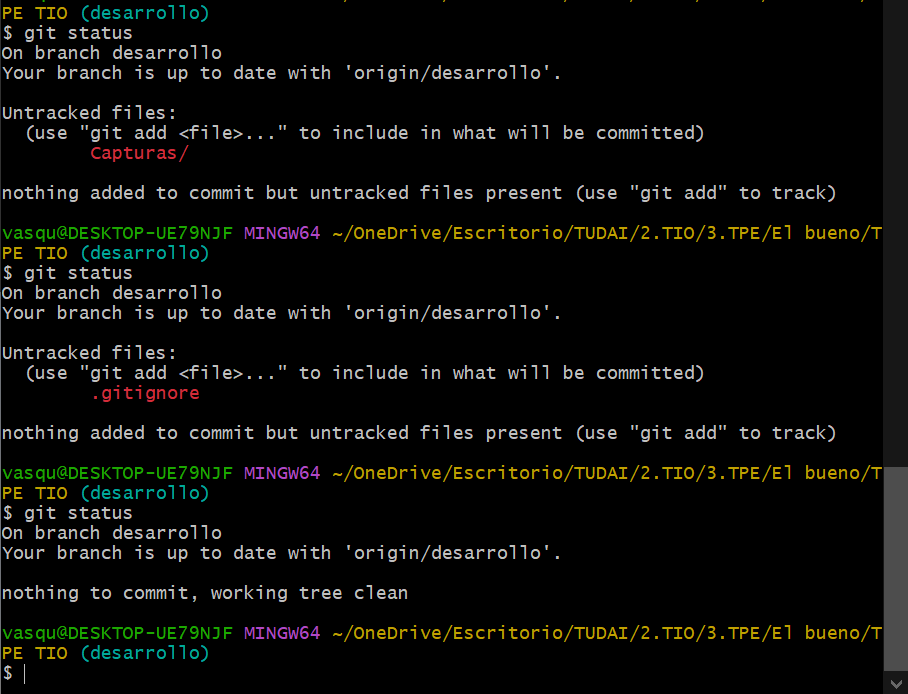 PE TIO (desarrollo)
$ git status
On branch desarrollo
Your branch is up to date with 'origin/desarrollo'.
Untracked files:
(use "git add <file>..." to include in what will be committed)
Capturas/
nothing added to commit but untracked files present (use "git add" to track)
vasqu@DESKTOP-UE79NJF MINGW64 ~/OneDrive/Escritorio/TUDAI/2.TIO/3.TPE/El bueno/T
PE TIO (desarrollo)
$ git status
On branch desarrollo
Your branch is up to date with 'origin/desarrollo'.
Untracked files:
(use "git add <file>..." to include in what will be committed)
.gitignore
nothing added to commit but untracked files present (use "git add" to track)
vasqu@DESKTOP-UE79NJF MINGW64 ~/OneDrive/Escritorio/TUDAI/2.TIO/3.TPE/El bueno/T
PE TIO (desarrollo)
$ git status
On branch desarrollo
Your branch is up to date with 'origin/desarrollo'.
nothing to commit, working tree clean
vasqu@DESKTOP-UE79NJF MINGW64 ~/OneDrive/Escritorio/TUDAI/2.TIO/3.TPE/El bueno/T
PE TIO (desarrollo)
$